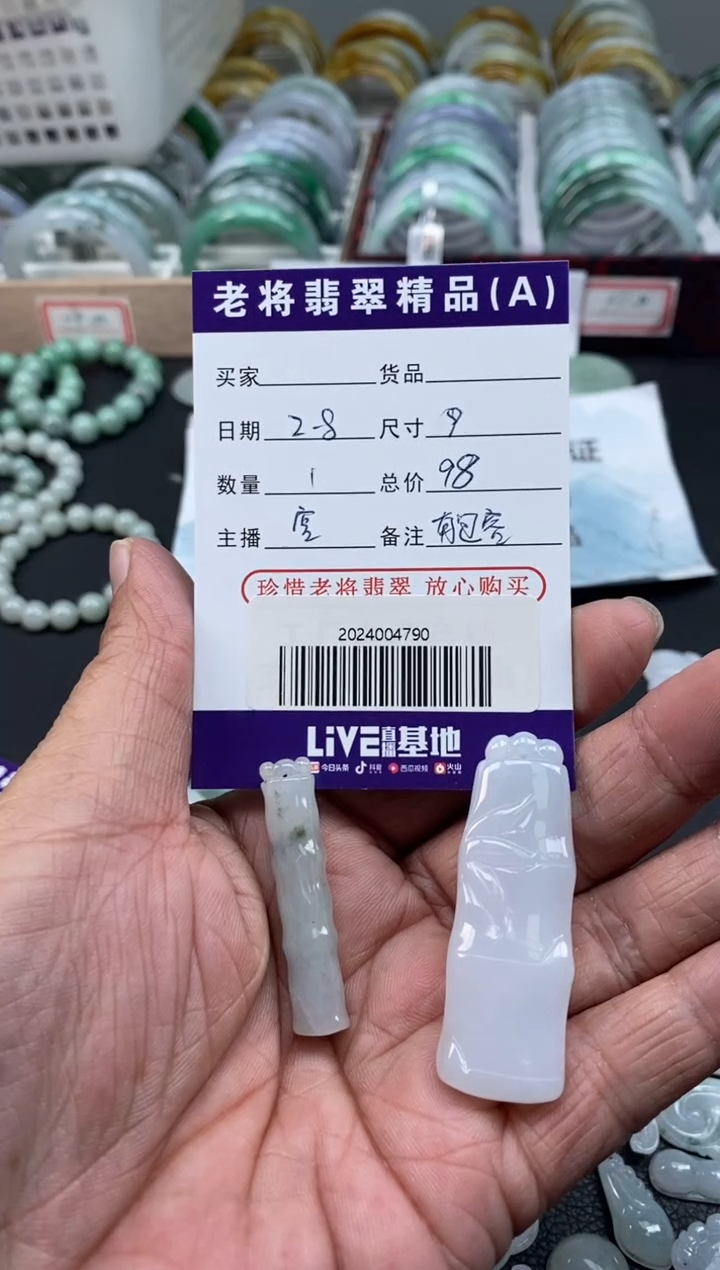 老将翡翠精品(A)
买家 货品
日期 2-8 尺寸 9
数量 1 总价 98
主播 备注
珍惜老将翡翠 放心购买
2024004790
LiVE直播基地
今日头条 抖音 西瓜视频 火山
证